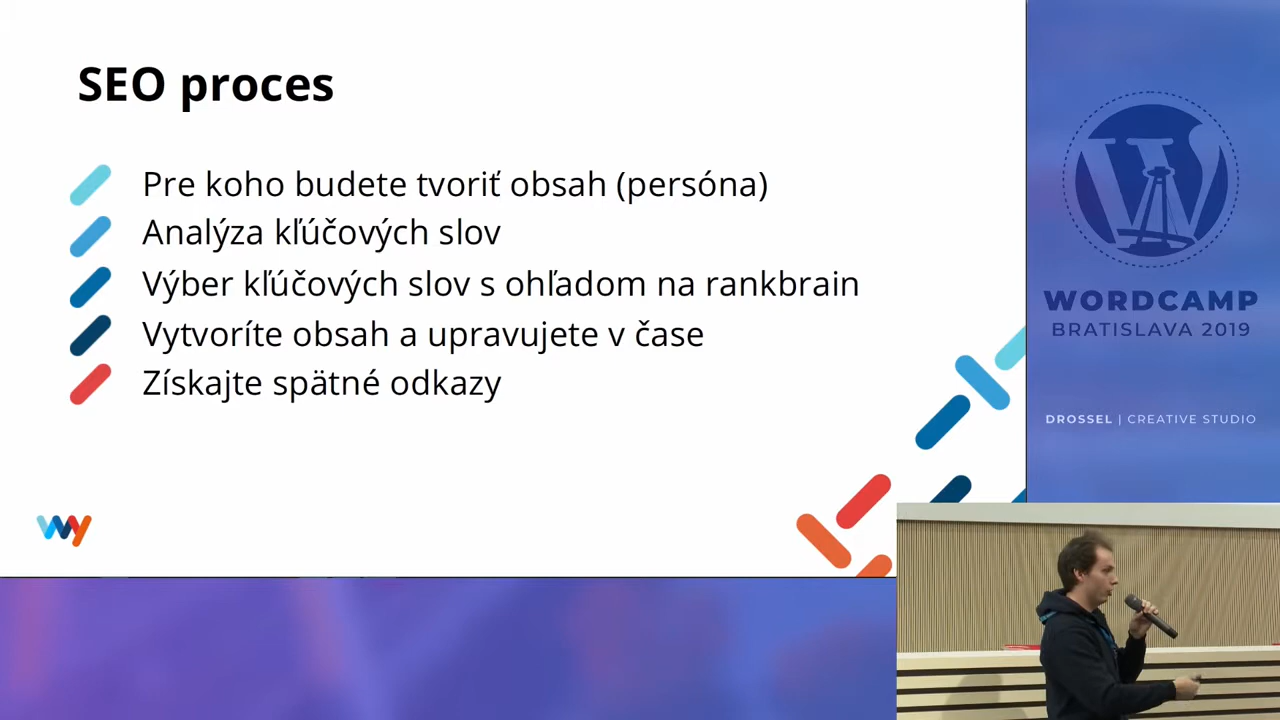 SEO proces
Pre koho budete tvoriť obsah (persóna)
Analýza kľúčových slov
Výber kľúčových slov s ohľadom na rankbrain
Vytvoríte obsah a upravujete v čase
Získajte spätné odkazy
WORDCAMP
BRATISLAVA 2019
DROSSEL | CREATIVE STUDIO